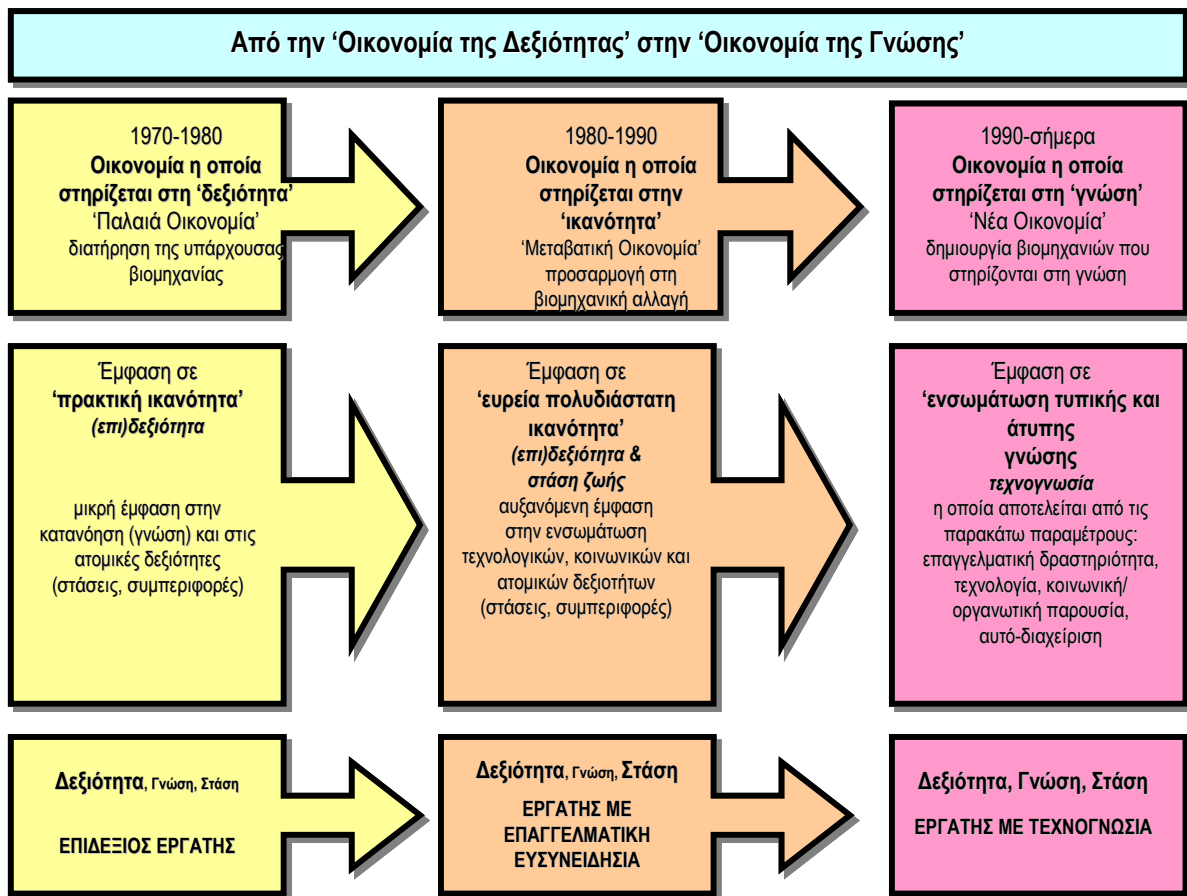 Από την ‘Οικονομία της Δεξιότητας’ στην ‘Οικονομία της Γνώσης’
1970-1980
Οικονομία η οποία
στηρίζεται στη ‘δεξιότητα’
‘Παλαιά Οικονομία’
διατήρηση της υπάρχουσας
βιομηχανίας
1980-1990
Οικονομία η οποία
στηρίζεται στην
‘ικανότητα’
‘Μεταβατική Οικονομία’
προσαρμογή στη
βιομηχανική αλλαγή
1990-σήμερα
Οικονομία η οποία
στηρίζεται στη ‘γνώση’
‘Νέα Οικονομία’
δημιουργία βιομηχανιών που
στηρίζονται στη γνώση
Έμφαση σε
‘πρακτική ικανότητα’
(επι)δεξιότητα
μικρή έμφαση στην
κατανόηση (γνώση) και στις
ατομικές δεξιότητες
(στάσεις, συμπεριφορές)
Έμφαση σε
‘ευρεία πολυδιάστατη
ικανότητα’
(επι)δεξιότητα &
στάση ζωής
αυξανόμενη έμφαση
στην ενσωμάτωση
τεχνολογικών, κοινωνικών και
ατομικών δεξιοτήτων
(στάσεις, συμπεριφορές)
Έμφαση σε
‘ενσωμάτωση τυπικής και
άτυπης
γνώσης
τεχνογνωσία
η οποία αποτελείται από τις
παρακάτω παραμέτρους:
επαγγελματική δραστηριότητα,
τεχνολογία, κοινωνική/
οργανωτική παρουσία,
αυτό-διαχείριση
Δεξιότητα, Γνώση, Στάση
ΕΠΙΔΕΞΙΟΣ ΕΡΓΑΤΗΣ
Δεξιότητα, Γνώση, Στάση
ΕΡΓΑΤΗΣ ΜΕ
ΕΠΑΓΓΕΛΜΑΤΙΚΗ
ΕΥΣΥΝΕΙΔΗΣΙΑ
Δεξιότητα, Γνώση, Στάση
ΕΡΓΑΤΗΣ ΜΕ ΤΕΧΝΟΓΝΩΣΙΑ